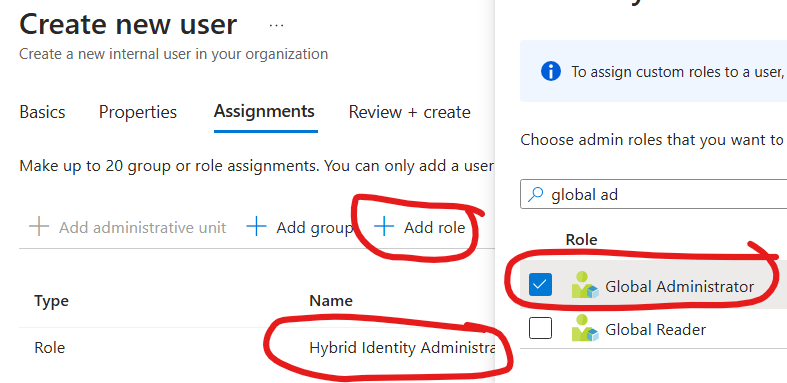 Create new user ...
Create a new internal user in your organization
Basics Properties Assignments Review + create
Make up to 20 group or role assignments. You can only add a user
Add administrative unit Add group Add role
Type Name
Role Hybrid Identity Administra
To assign custom roles to a user,
Choose admin roles that you want to
global ad
Role
Global Administrator
Global Reader